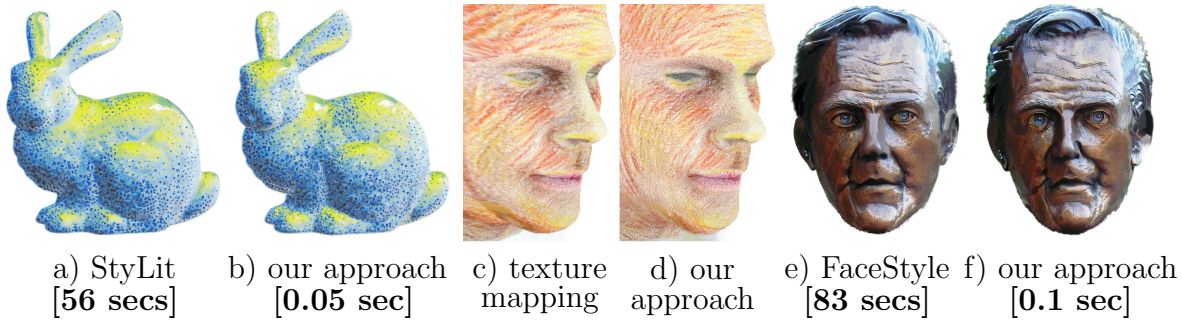 a) StyLit
[56 secs]
b) our approach
[0.05 sec]
c) texture
mapping
d) our
approach
e) FaceStyle
[83 secs]
f) our approach
[0.1 sec]